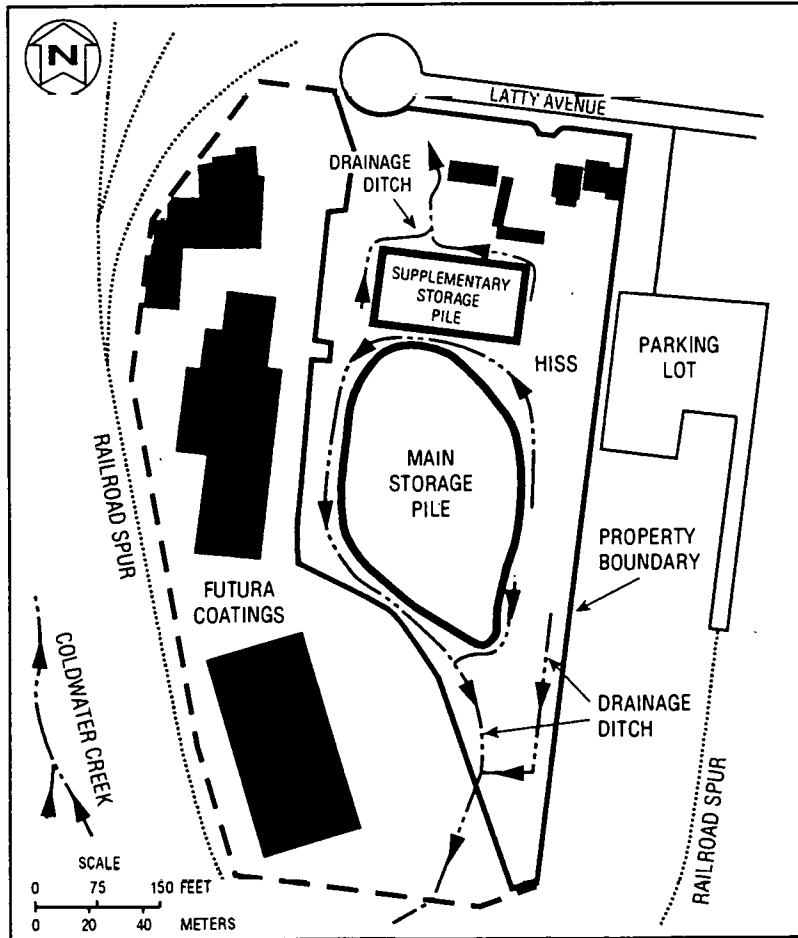 N
LATTY AVENUE
DRAINAGE
DITCH
SUPPLEMENTARY
STORAGE
PILE
HISS
PARKING
LOT
MAIN
STORAGE
PILE
RAILROAD SPUR
PROPERTY
BOUNDARY
FUTURA
COATINGS
COLDWATER CREEK
DRAINAGE
DITCH
RAILROAD SPUR
SCALE
0 75 150 FEET
0 20 40 METERS